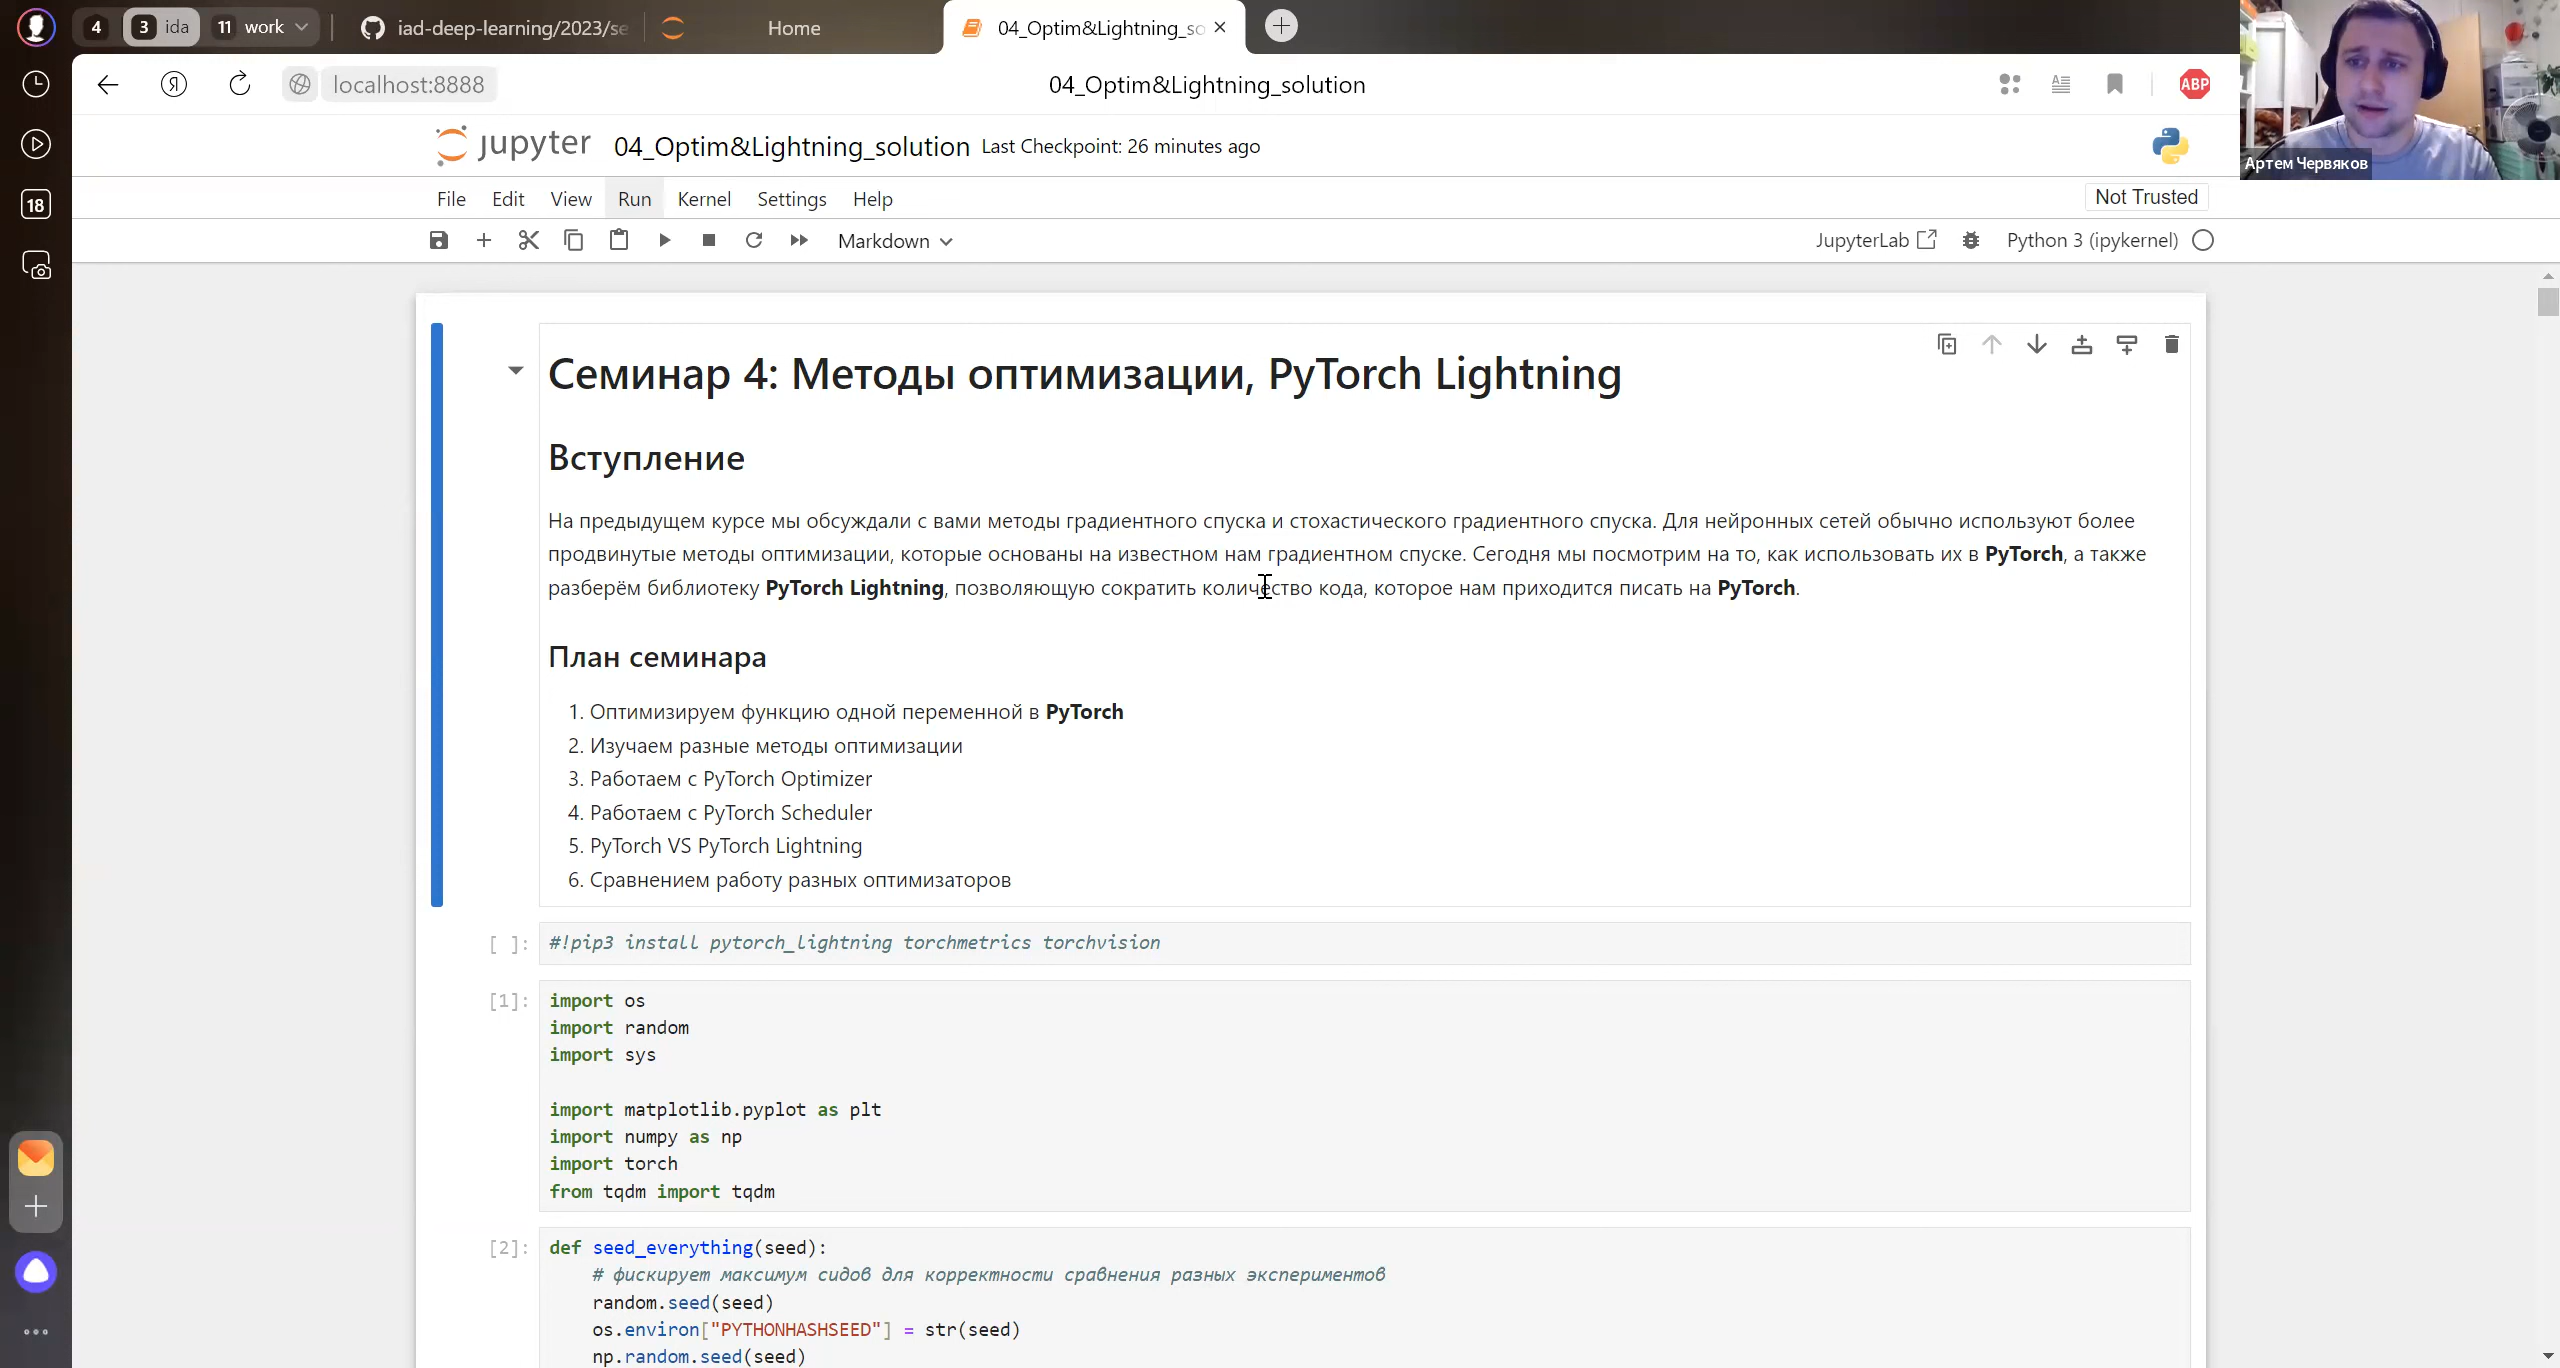 4
3 ida
11 work
iad-deep-learning/2023/se
Home
04_Optim&Lightning_so
localhost:8888
04_Optim&Lightning_solution
ABP
Артем Червяков
18
jupyter 04_Optim&Lightning_solution Last Checkpoint: 26 minutes ago
File Edit View Run Kernel Settings Help
Not Trusted
Markdown
JupyterLab
Python 3 (ipykernel)
Семинар 4: Методы оптимизации, PyTorch Lightning
Вступление
На предыдущем курсе мы обсуждали с вами методы градиентного спуска и стохастического градиентного спуска. Для нейронных сетей обычно используют более
продвинутые методы оптимизации, которые основаны на известном нам градиентном спуске. Сегодня мы посмотрим на то, как использовать их в PyTorch, а также
разберём библиотеку PyTorch Lightning, позволяющую сократить количество кода, которое нам приходится писать на PyTorch.
План семинара
1. Оптимизируем функцию одной переменной в PyTorch
2. Изучаем разные методы оптимизации
3. Работаем с PyTorch Optimizer
4. Работаем с PyTorch Scheduler
5. PyTorch VS PyTorch Lightning
6. Сравнением работу разных оптимизаторов
[ ]: #!pip3 install pytorch_lightning torchmetrics torchvision
[1]: import os
import random
import sys
import matplotlib.pyplot as plt
import numpy as np
import torch
from tqdm import tqdm
[2]: def seed_everything(seed):
# фискирует максимум сидов для корректности сравнения разных экспериментов
random.seed(seed)
os.environ["PYTHONHASHSEED"] = str(seed)
np.random.seed(seed)